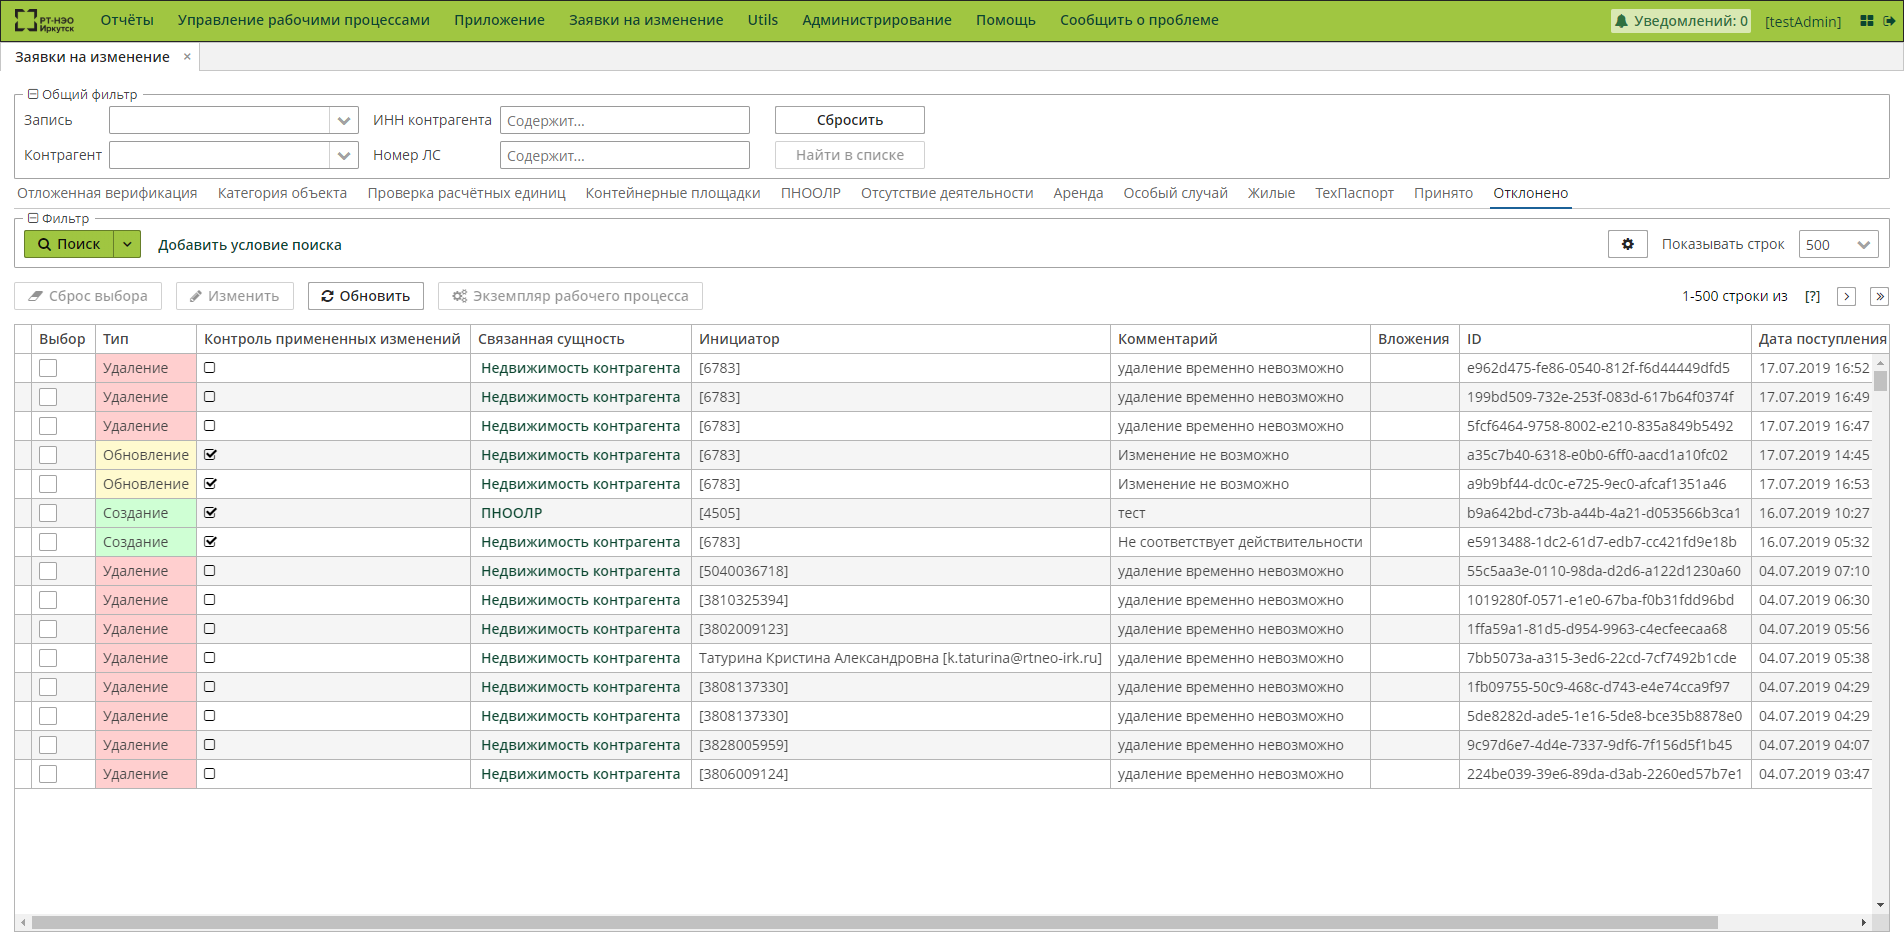 РТ-НЭО Иркутск Отчёты Управление рабочими процессами Приложение Заявки на изменение Utils Администрирование Помощь Сообщить о проблеме Уведомлений: 0 [testAdmin]
Заявки на изменение ×
Общий фильтр
Запись ИНН контрагента Содержит... Сбросить
Контрагент Номер ЛС Содержит... Найти в списке
Отложенная верификация Категория объекта Проверка расчётных единиц Контейнерные площадки ПНООЛР Отсутствие деятельности Аренда Особый случай Жилые ТехПаспорт Принято Отклонено
Фильтр
Поиск Добавить условие поиска Показывать строк 500
Сброс выбора Изменить Обновить Экземпляр рабочего процесса 1-500 строки из [?]
Выбор Тип Контроль примененных изменений Связанная сущность Инициатор Комментарий Вложения ID Дата поступления
Удаление Недвижимость контрагента [6783] удаление временно невозможно e962d475-fe86-0540-812f-f6d44449dfd5 17.07.2019 16:52
Удаление Недвижимость контрагента [6783] удаление временно невозможно 199bd509-732e-253f-083d-617b64f0374f 17.07.2019 16:49
Удаление Недвижимость контрагента [6783] удаление временно невозможно 5fcf6464-9758-8002-e210-835a849b5492 17.07.2019 16:47
Обновление Недвижимость контрагента [6783] Изменение не возможно a35c7b40-6318-e0b0-6ff0-aacd1a10fc02 17.07.2019 14:45
Обновление Недвижимость контрагента [6783] Изменение не возможно a9b9bf44-dc0c-e725-9ec0-afcaf1351a46 17.07.2019 16:53
Создание ПНООЛР [4505] тест b9a642bd-c73b-a44b-4a21-d053566b3ca1 16.07.2019 10:27
Создание Недвижимость контрагента [6783] Не соответствует действительности e5913488-1dc2-61d7-edb7-cc421fd9e18b 16.07.2019 05:32
Удаление Недвижимость контрагента [5040036718] удаление временно невозможно 55c5aa3e-0110-98da-d2d6-a122d1230a60 04.07.2019 07:10
Удаление Недвижимость контрагента [3810325394] удаление временно невозможно 1019280f-0571-e1e0-67ba-f0b31fdd96bd 04.07.2019 06:30
Удаление Недвижимость контрагента [3802009123] удаление временно невозможно 1ffa59a1-81d5-d954-9963-c4ecfeecaa68 04.07.2019 05:56
Удаление Недвижимость контрагента Татурина Кристина Александровна [k.taturina@rtneo-irk.ru] удаление временно невозможно 7bb5073a-a315-3ed6-22cd-7cf7492b1cde 04.07.2019 05:38
Удаление Недвижимость контрагента [3808137330] удаление временно невозможно 1fb09755-50c9-468c-d743-e4e74cca9f97 04.07.2019 04:29
Удаление Недвижимость контрагента [3808137330] удаление временно невозможно 5de8282d-ade5-1e16-5de8-bce35b8878e0 04.07.2019 04:29
Удаление Недвижимость контрагента [3828005959] удаление временно невозможно 9c97d6e7-4d4e-7337-9df6-7f156d5f1b45 04.07.2019 04:07
Удаление Недвижимость контрагента [3806009124] удаление временно невозможно 224be039-39e6-89da-d3ab-2260ed57b7e1 04.07.2019 03:47